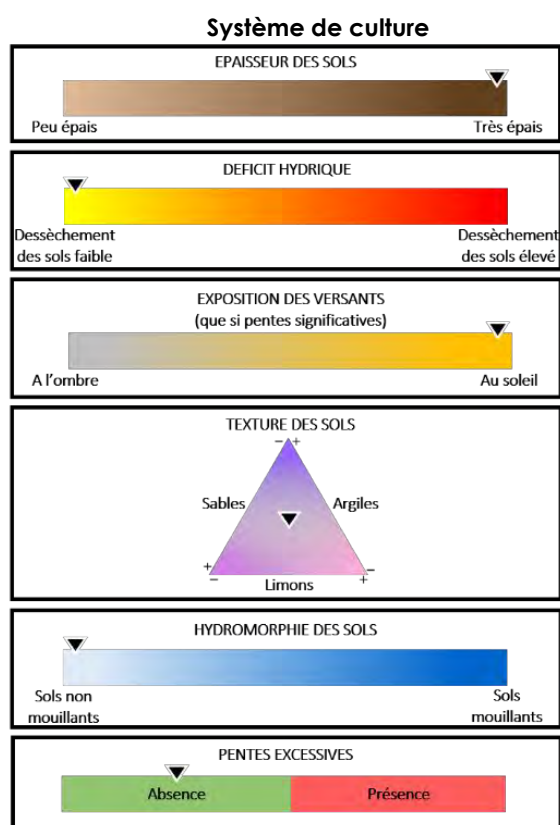 Système de culture
EPAISSEUR DES SOLS
Peu épais
Très épais
DEFICIT HYDRIQUE
Dessèchement
des sols faible
Dessèchement
des sols élevé
EXPOSITION DES VERSANTS
(que si pentes significatives)
A l'ombre
Au soleil
TEXTURE DES SOLS
− +
Sables
Argiles
+ −
− +
Limons
HYDROMORPHIE DES SOLS
Sols non
mouillants
Sols
mouillants
PENTES EXCESSIVES
Absence
Présence